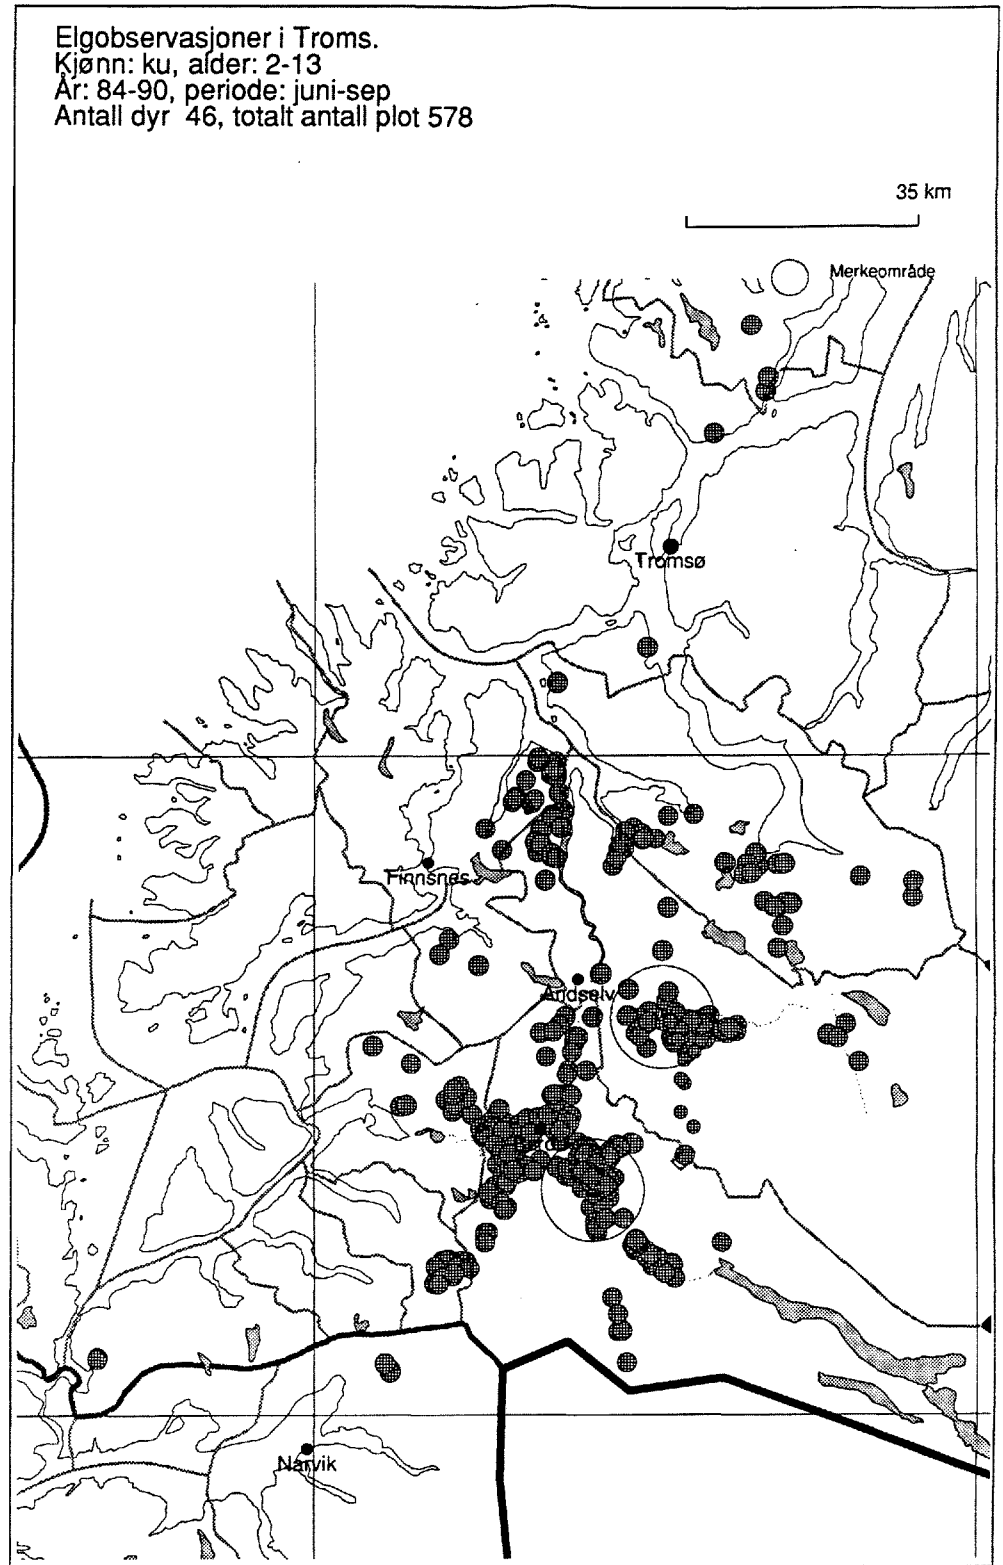 Elgobservasjoner i Troms.
Kjønn: ku, alder: 2-13
År: 84-90, periode: juni-sep
Antall dyr 46, totalt antall plot 578
35 km
Merkeområde
Tromsø
Finnsnes
Andselv
Narvik